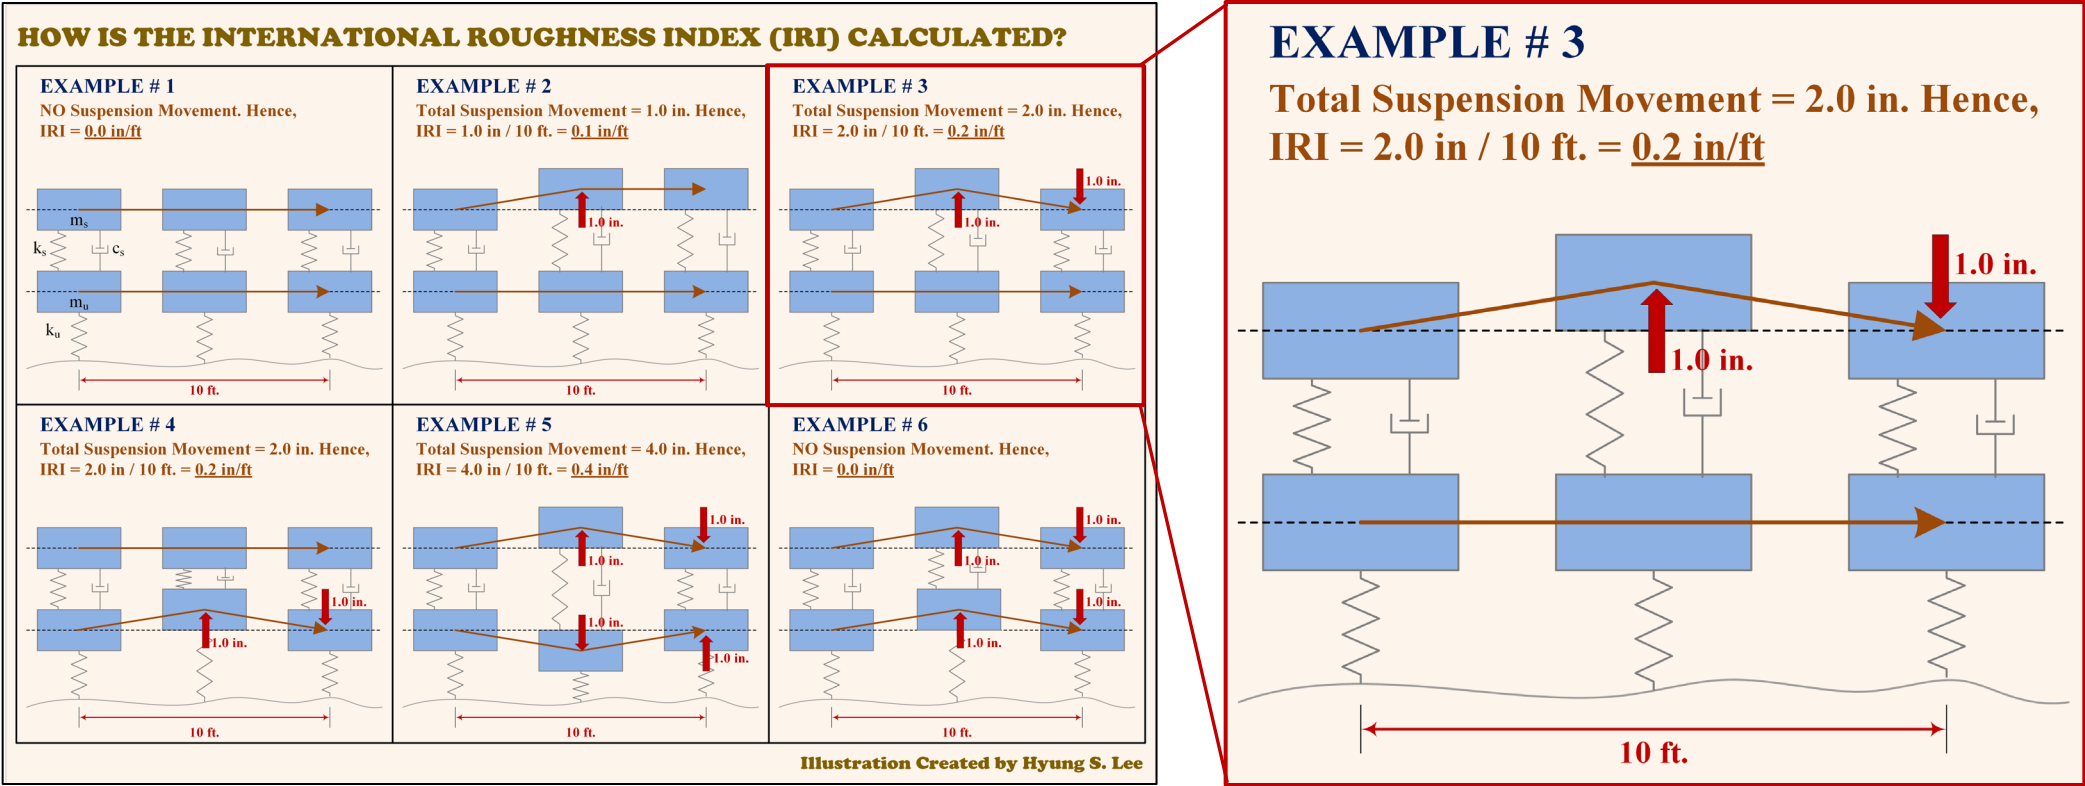 HOW IS THE INTERNATIONAL ROUGHNESS INDEX (IRI) CALCULATED?
EXAMPLE # 1
NO Suspension Movement. Hence,
IRI = 0.0 in/ft
m_s
k_s
c_s
m_u
k_u
10 ft.
EXAMPLE # 2
Total Suspension Movement = 1.0 in. Hence,
IRI = 1.0 in / 10 ft. = 0.1 in/ft
1.0 in.
10 ft.
EXAMPLE # 3
Total Suspension Movement = 2.0 in. Hence,
IRI = 2.0 in / 10 ft. = 0.2 in/ft
1.0 in.
1.0 in.
10 ft.
EXAMPLE # 4
Total Suspension Movement = 2.0 in. Hence,
IRI = 2.0 in / 10 ft. = 0.2 in/ft
1.0 in.
1.0 in.
10 ft.
EXAMPLE # 5
Total Suspension Movement = 4.0 in. Hence,
IRI = 4.0 in / 10 ft. = 0.4 in/ft
1.0 in.
1.0 in.
1.0 in.
1.0 in.
10 ft.
EXAMPLE # 6
NO Suspension Movement. Hence,
IRI = 0.0 in/ft
1.0 in.
1.0 in.
1.0 in.
1.0 in.
10 ft.
Illustration Created by Hyung S. Lee
EXAMPLE # 3
Total Suspension Movement = 2.0 in. Hence,
IRI = 2.0 in / 10 ft. = 0.2 in/ft
1.0 in.
1.0 in.
10 ft.